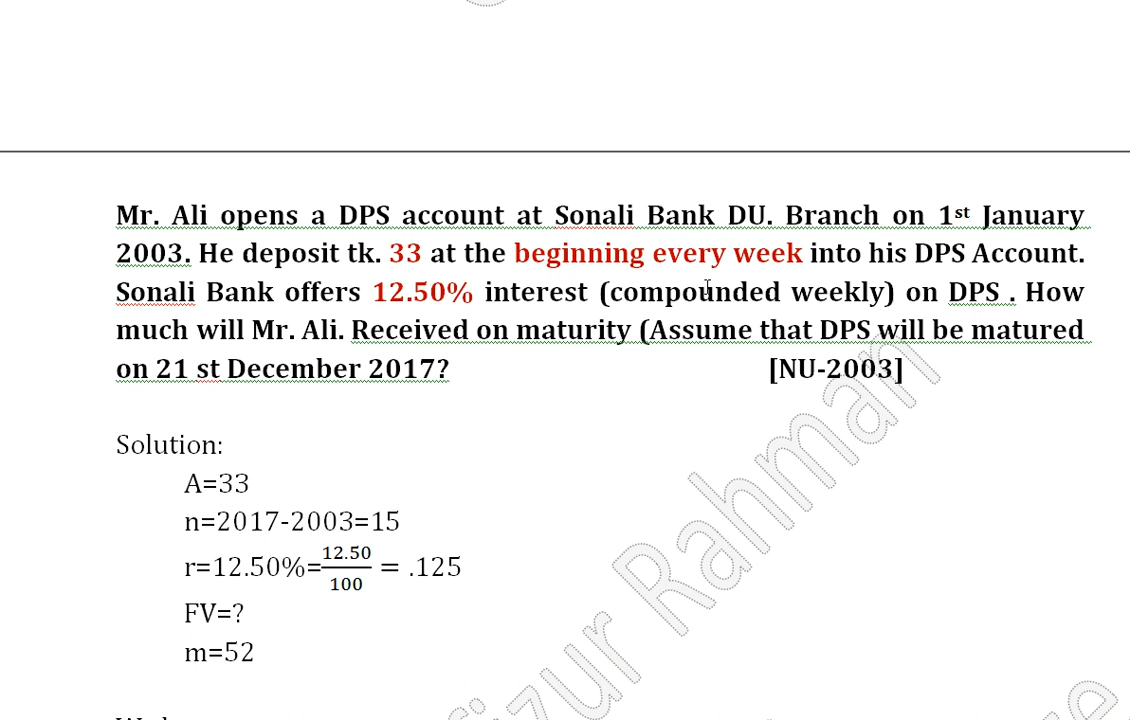 Mr. Ali opens a DPS account at Sonali Bank DU. Branch on 1st January
2003. He deposit tk. 33 at the beginning every week into his DPS Account.
Sonali Bank offers 12.50% interest (compounded weekly) on DPS . How
much will Mr. Ali. Received on maturity (Assume that DPS will be matured
on 21 st December 2017? [NU-2003]
Solution:
A=33
n=2017-2003=15
r=12.50%=12.50/100 = .125
FV=?
m=52
Rahman